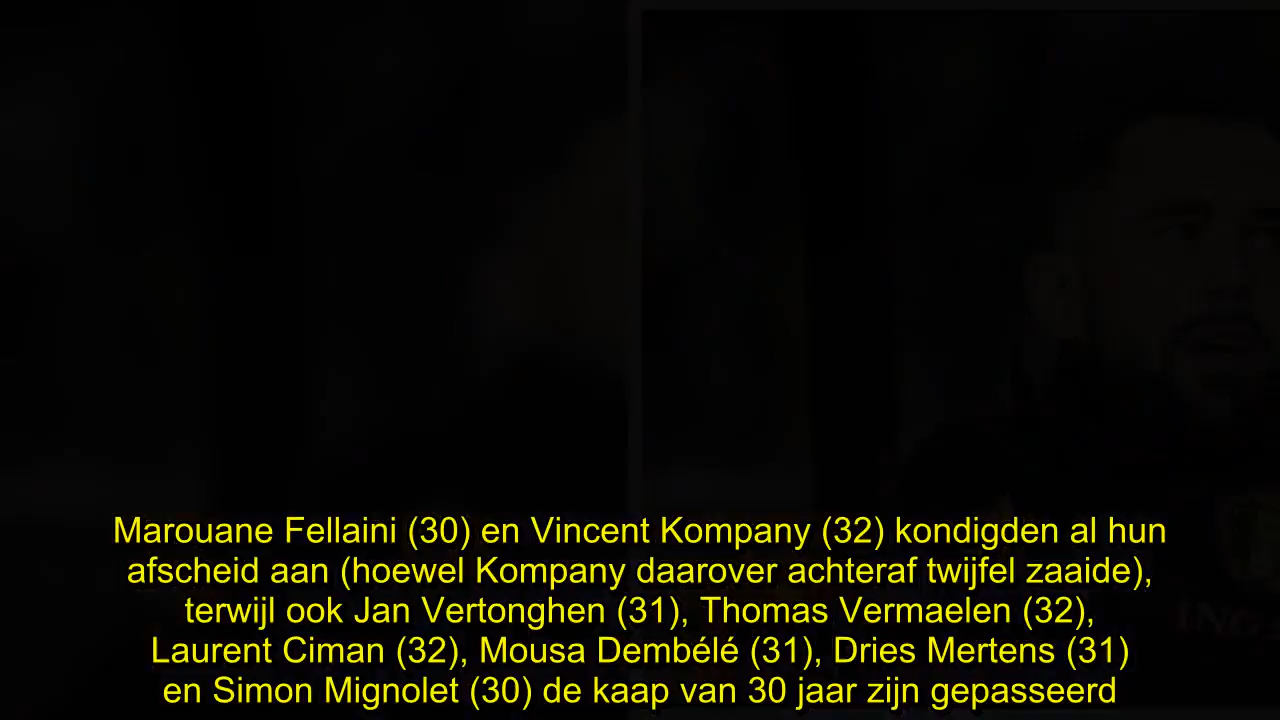 Marouane Fellaini (30) en Vincent Kompany (32) kondigden al hun
afscheid aan (hoewel Kompany daarover achteraf twijfel zaaide),
terwijl ook Jan Vertonghen (31), Thomas Vermaelen (32),
Laurent Ciman (32), Mousa Dembélé (31), Dries Mertens (31)
en Simon Mignolet (30) de kaap van 30 jaar zijn gepasseerd
ING